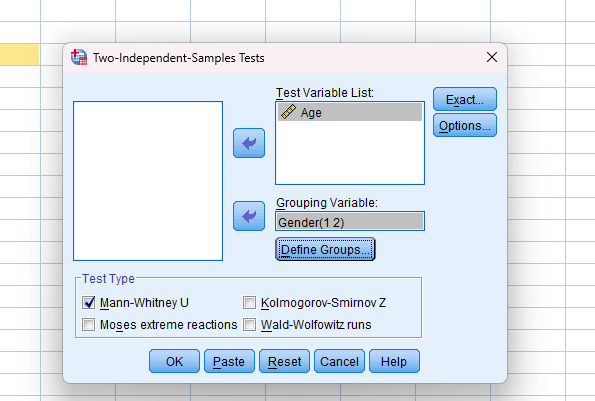 Two-Independent-Samples Tests
Test Variable List:
Age
Exact...
Options...
Grouping Variable:
Gender(1 2)
Define Groups...
Test Type
Mann-Whitney U
Kolmogorov-Smirnov Z
Moses extreme reactions
Wald-Wolfowitz runs
OK
Paste
Reset
Cancel
Help